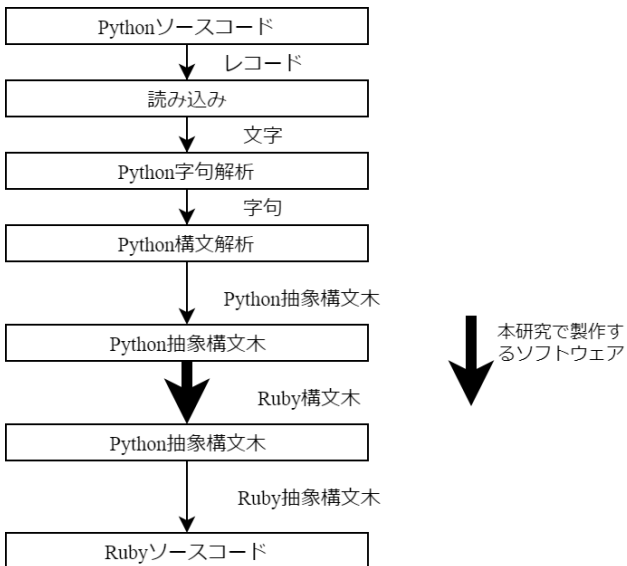 Pythonソースコード
レコード
読み込み
文字
Python字句解析
字句
Python構文解析
Python抽象構文木
Python抽象構文木
本研究で製作す
るソフトウェア
Ruby構文木
Python抽象構文木
Ruby抽象構文木
Rubyソースコード